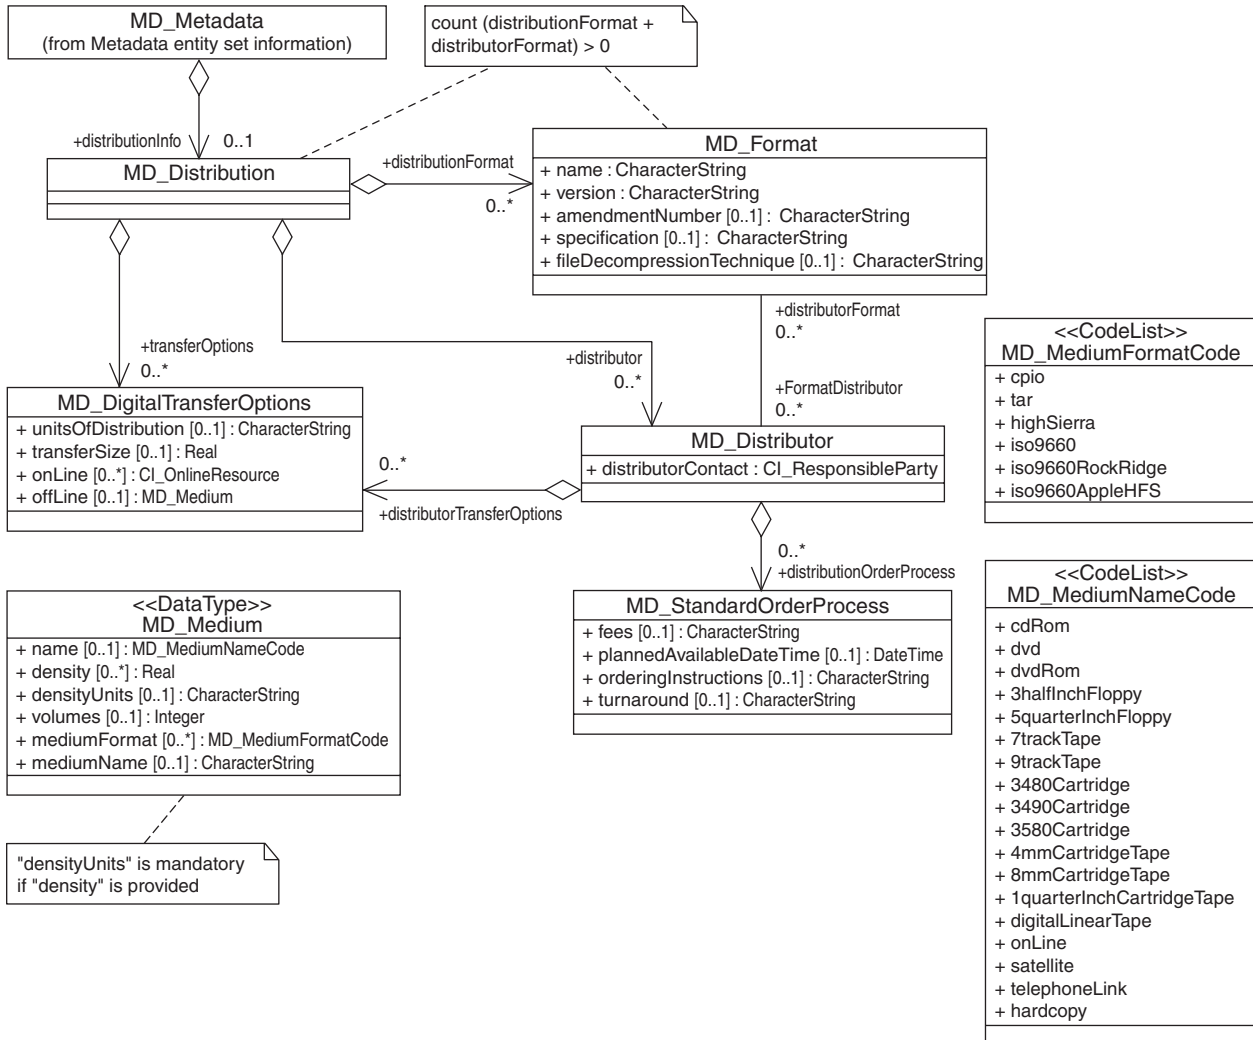 MD_Metadata
(from Metadata entity set information)
count (distributionFormat +
distributorFormat) > 0
+distributionInfo
0..1
MD_Distribution
+distributionFormat
0..*
MD_Format
+ name : CharacterString
+ version : CharacterString
+ amendmentNumber [0..1] : CharacterString
+ specification [0..1] : CharacterString
+ fileDecompressionTechnique [0..1] : CharacterString
+transferOptions
0..*
+distributor
0..*
+distributorFormat
0..*
+FormatDistributor
0..*
MD_DigitalTransferOptions
+ unitsOfDistribution [0..1] : CharacterString
+ transferSize [0..1] : Real
+ onLine [0..*] : CI_OnlineResource
+ offLine [0..1] : MD_Medium
0..*
+distributorTransferOptions
MD_Distributor
+ distributorContact : CI_ResponsibleParty
0..*
+distributionOrderProcess
<<CodeList>>
MD_MediumFormatCode
+ cpio
+ tar
+ highSierra
+ iso9660
+ iso9660RockRidge
+ iso9660AppleHFS
<<DataType>>
MD_Medium
+ name [0..1] : MD_MediumNameCode
+ density [0..*] : Real
+ densityUnits [0..1] : CharacterString
+ volumes [0..1] : Integer
+ mediumFormat [0..*] : MD_MediumFormatCode
+ mediumName [0..1] : CharacterString
"densityUnits" is mandatory
if "density" is provided
MD_StandardOrderProcess
+ fees [0..1] : CharacterString
+ plannedAvailableDateTime [0..1] : DateTime
+ orderingInstructions [0..1] : CharacterString
+ turnaround [0..1] : CharacterString
<<CodeList>>
MD_MediumNameCode
+ cdRom
+ dvd
+ dvdRom
+ 3halfInchFloppy
+ 5quarterInchFloppy
+ 7trackTape
+ 9trackTape
+ 3480Cartridge
+ 3490Cartridge
+ 3580Cartridge
+ 4mmCartridgeTape
+ 8mmCartridgeTape
+ 1quarterInchCartridgeTape
+ digitalLinearTape
+ onLine
+ satellite
+ telephoneLink
+ hardcopy